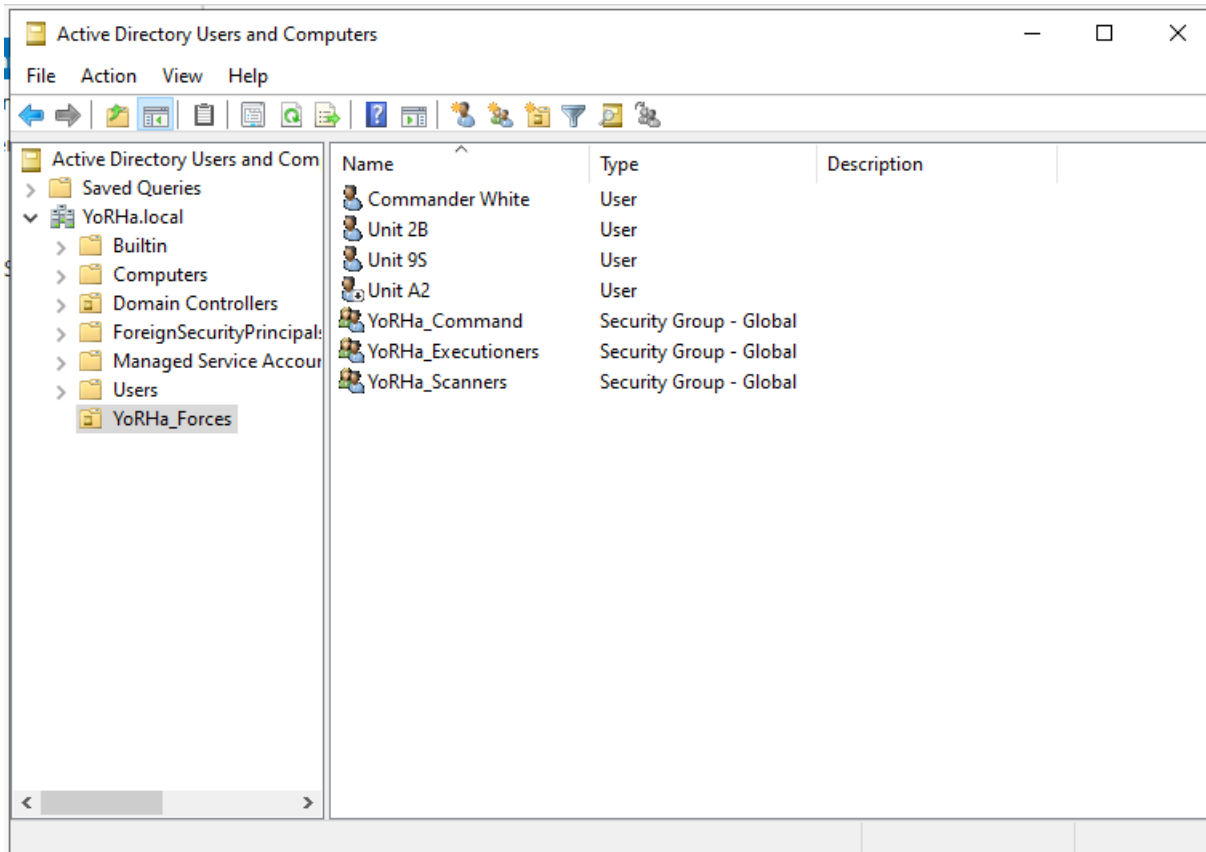 Active Directory Users and Computers
File Action View Help
Active Directory Users and Com
Saved Queries
YoRHa.local
Builtin
Computers
Domain Controllers
ForeignSecurityPrincipals
Managed Service Accour
Users
YoRHa_Forces
Name Type Description
Commander White User
Unit 2B User
Unit 9S User
Unit A2 User
YoRHa_Command Security Group - Global
YoRHa_Executioners Security Group - Global
YoRHa_Scanners Security Group - Global